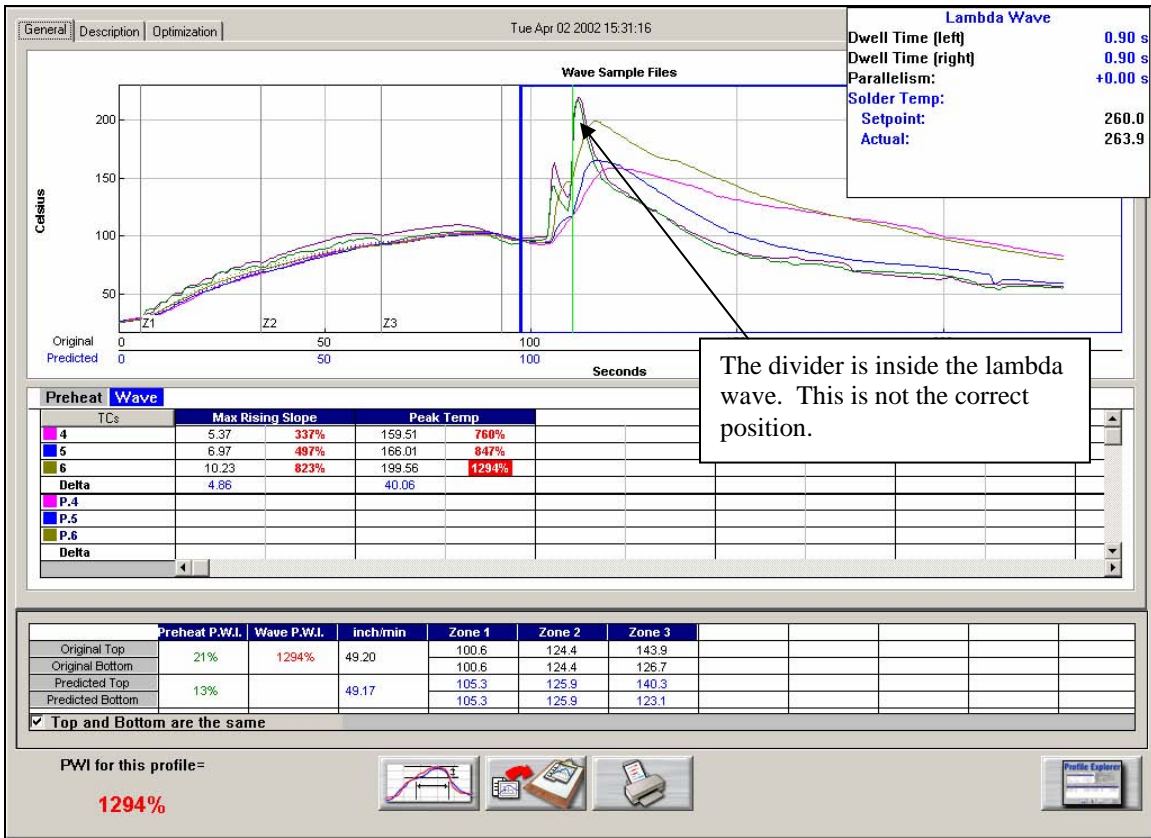 General Description Optimization Tue Apr 02 2002 15:31:16
Lambda Wave
Dwell Time (left) 0.90 s
Dwell Time (right) 0.90 s
Parallelism: +0.00 s
Solder Temp:
Setpoint: 260.0
Actual: 263.9
Wave Sample Files
Celsius
200
150
100
50
Z1 Z2 Z3
Original 0 50 100
Predicted 0 50 100
Seconds
The divider is inside the lambda
wave. This is not the correct
position.
Preheat Wave
TCs Max Rising Slope Peak Temp
4 5.37 337% 159.51 760%
5 6.97 497% 166.01 847%
6 10.23 823% 199.56 1294%
Delta 4.86 40.06
P.4
P.5
P.6
Delta
Preheat P.W.I. Wave P.W.I. inch/min Zone 1 Zone 2 Zone 3
Original Top 21% 1294% 49.20 100.6 124.4 143.9
Original Bottom 100.6 124.4 126.7
Predicted Top 13% 49.17 105.3 125.9 140.3
Predicted Bottom 105.3 125.9 123.1
Top and Bottom are the same
PWI for this profile=
1294%
Profile Explorer